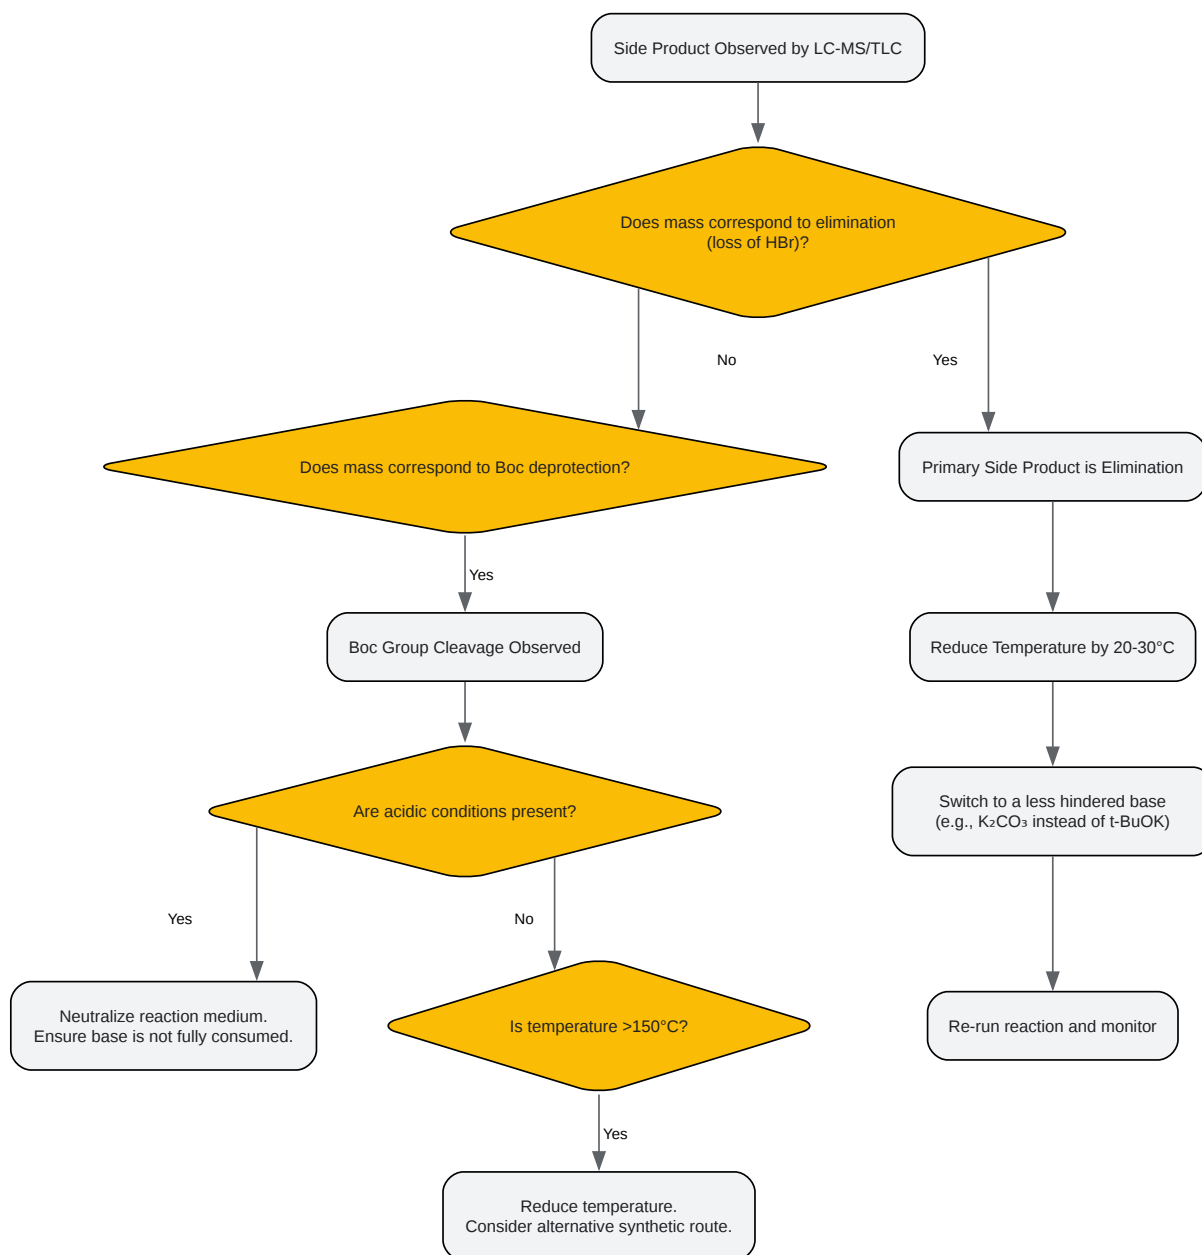 Side Product Observed by LC-MS/TLC
Does mass correspond to elimination
(loss of HBr)?
No
Yes
Does mass correspond to Boc deprotection?
Primary Side Product is Elimination
Yes
Boc Group Cleavage Observed
Reduce Temperature by 20-30°C
Are acidic conditions present?
Switch to a less hindered base
(e.g., K₂CO₃ instead of t-BuOK)
Yes
No
Neutralize reaction medium.
Ensure base is not fully consumed.
Is temperature >150°C?
Re-run reaction and monitor
Yes
Reduce temperature.
Consider alternative synthetic route.